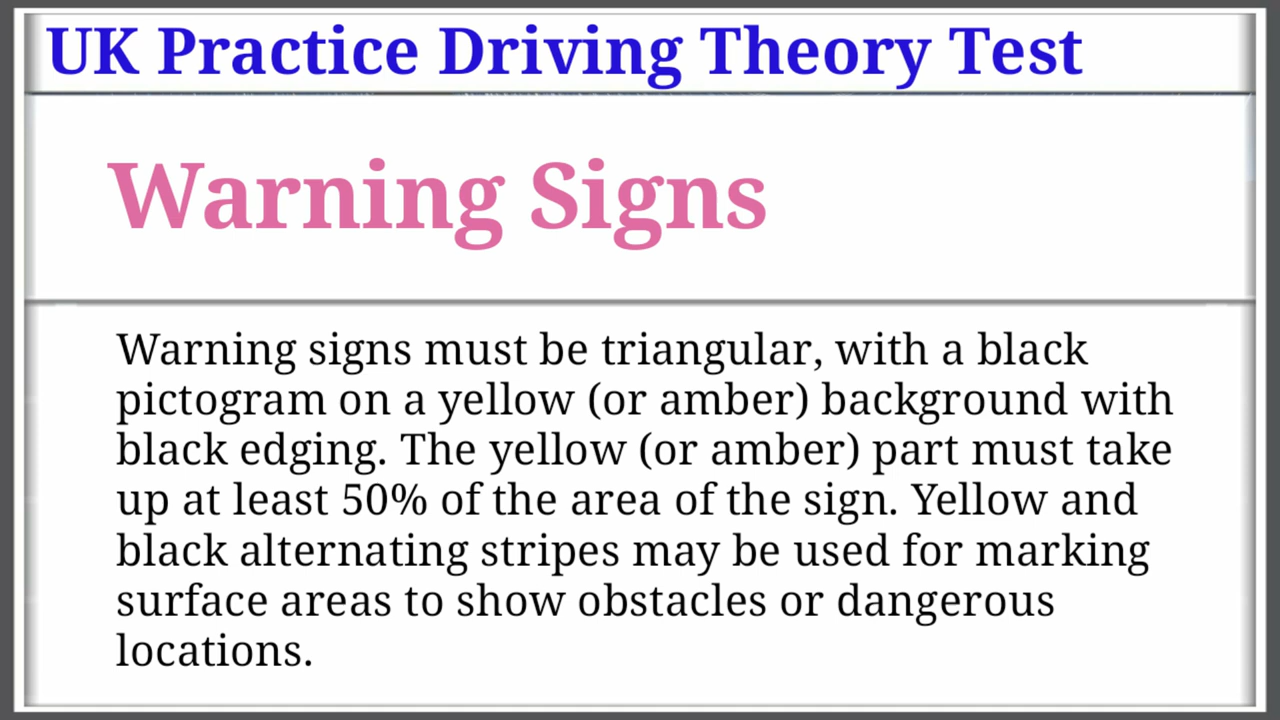 UK Practice Driving Theory Test
Warning Signs
Warning signs must be triangular, with a black
pictogram on a yellow (or amber) background with
black edging. The yellow (or amber) part must take
up at least 50% of the area of the sign. Yellow and
black alternating stripes may be used for marking
surface areas to show obstacles or dangerous
locations.